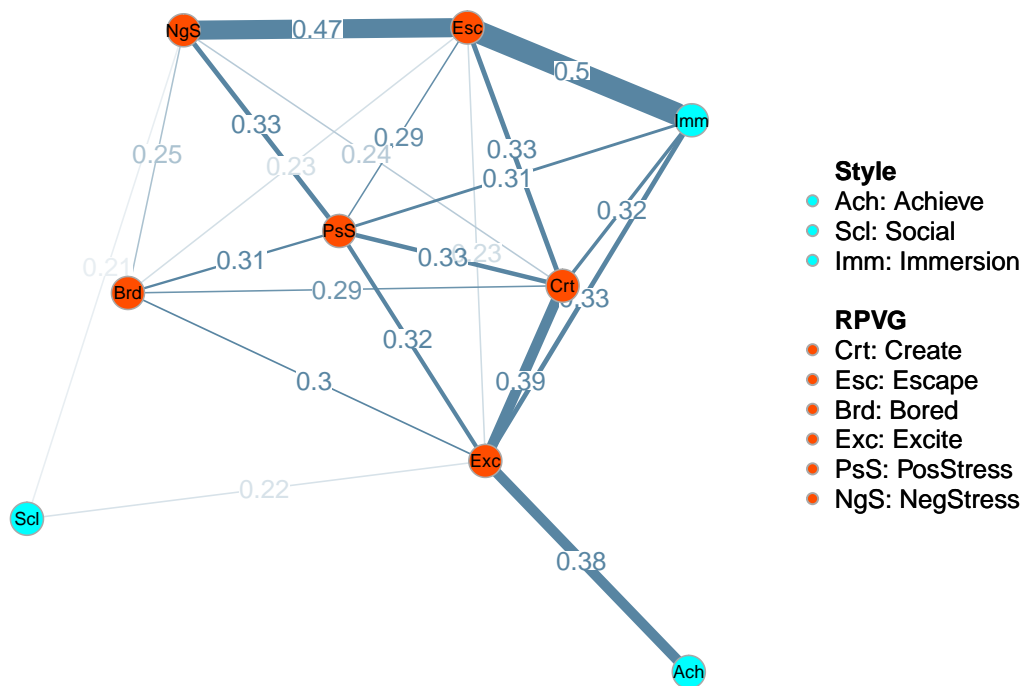 NgS
Esc
0.47
0.5
Imm
0.33
0.29
0.33
0.25
0.24
0.23
0.31
0.32
PsS
0.33
0.23
0.31
0.21
Brd
0.29
Crt
0.33
0.32
0.3
0.39
Exc
0.22
Scl
0.38
Ach
Style
Ach: Achieve
Scl: Social
Imm: Immersion
RPVG
Crt: Create
Esc: Escape
Brd: Bored
Exc: Excite
PsS: PosStress
NgS: NegStress